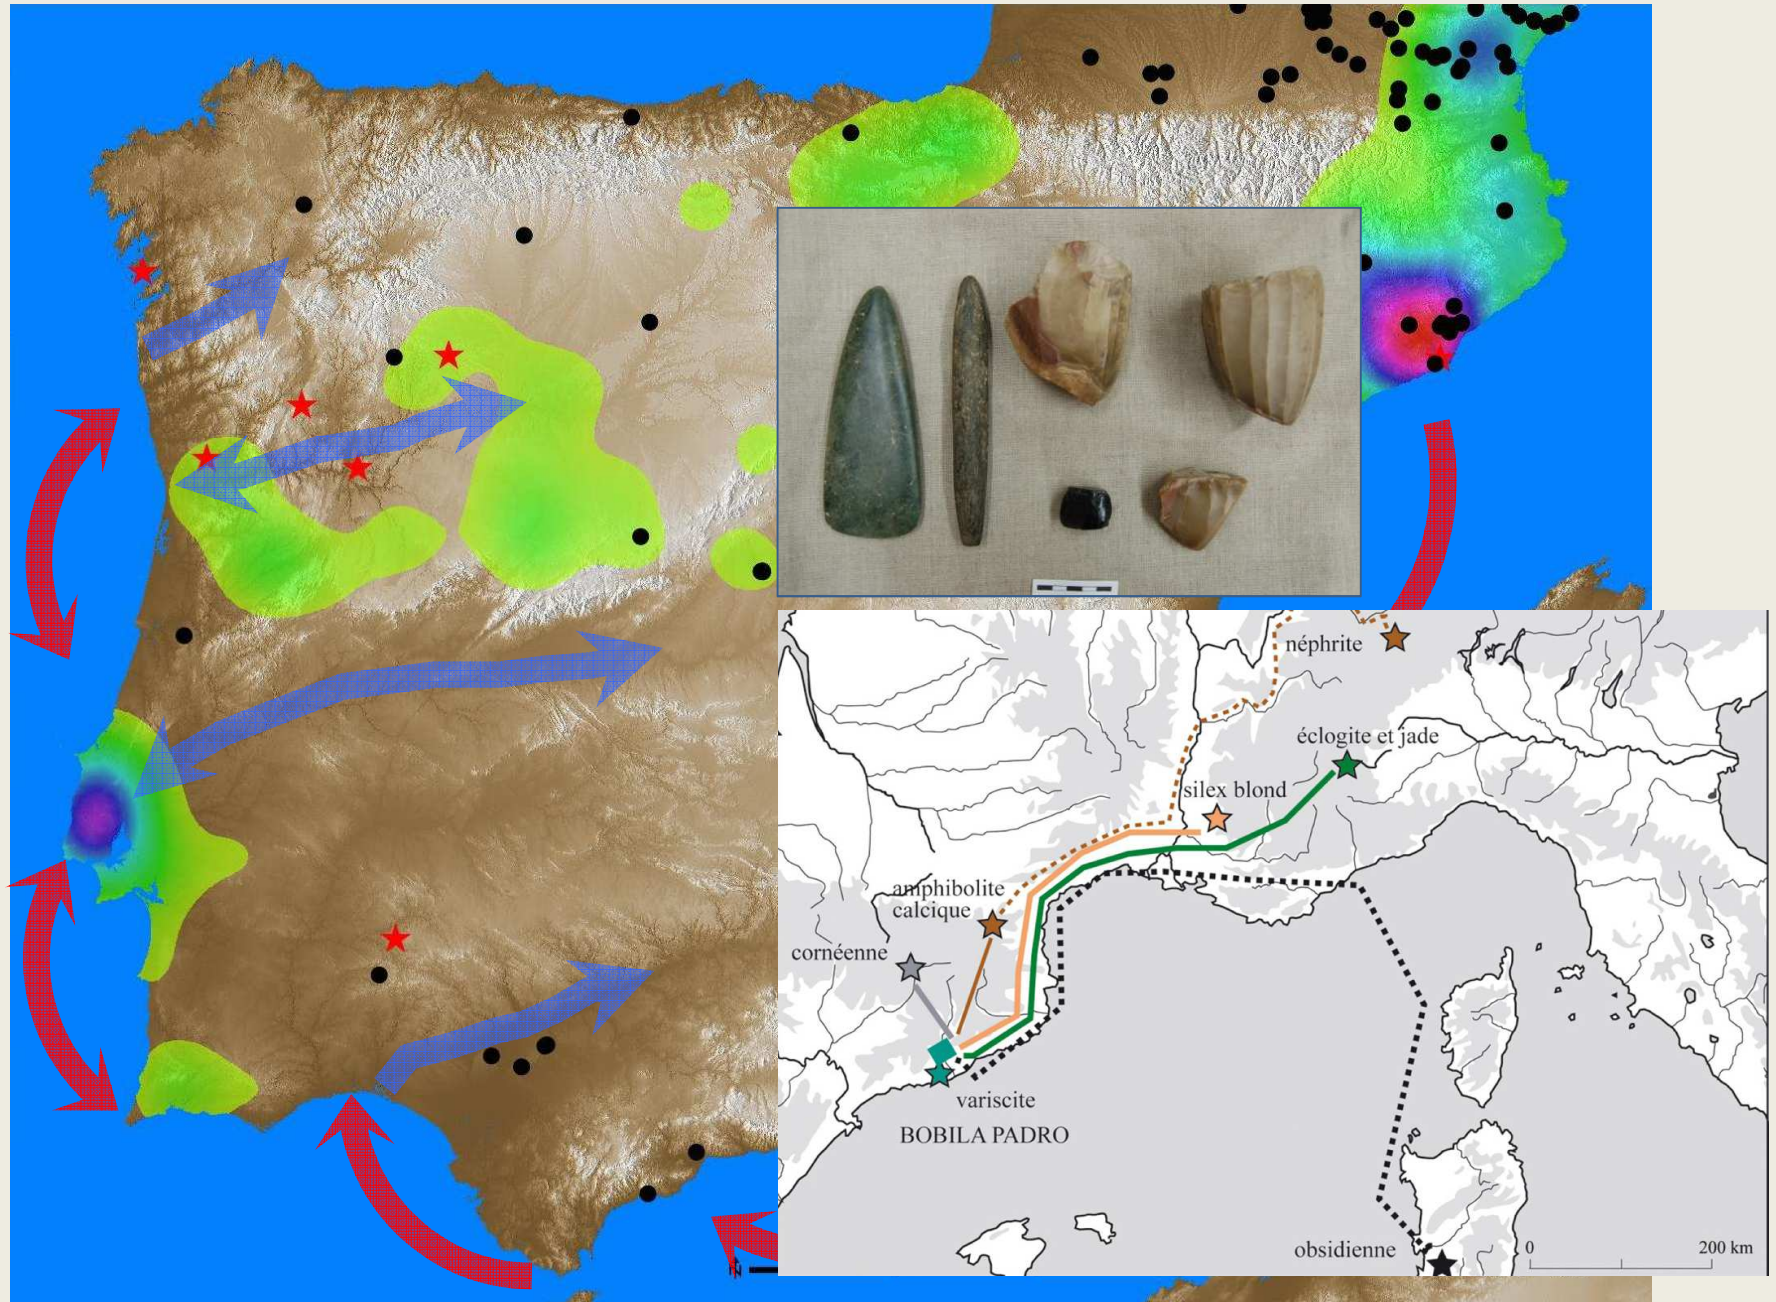 néphrite
éclogite et jade
silex blond
amphibolite
calcique
cornéenne
variscite
BOBILA PADRO
obsidienne
0
200 km
N